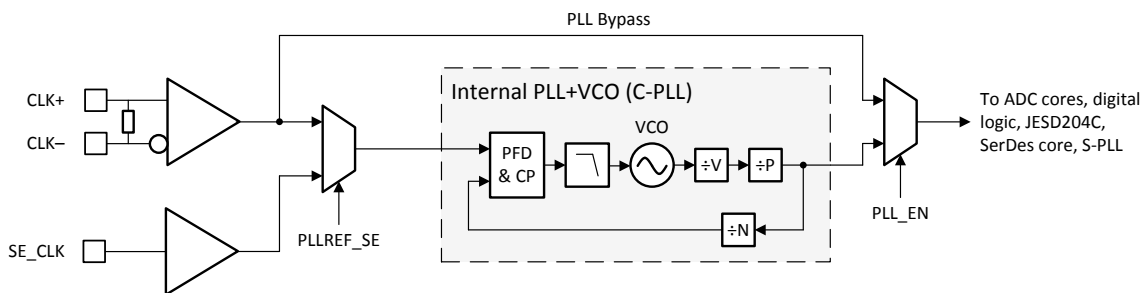 PLL Bypass
CLK+
CLK–
Internal PLL+VCO (C-PLL)
VCO
PFD
& CP
÷V
÷P
÷N
To ADC cores, digital
logic, JESD204C,
SerDes core, S-PLL
PLL_EN
SE_CLK
PLLREF_SE